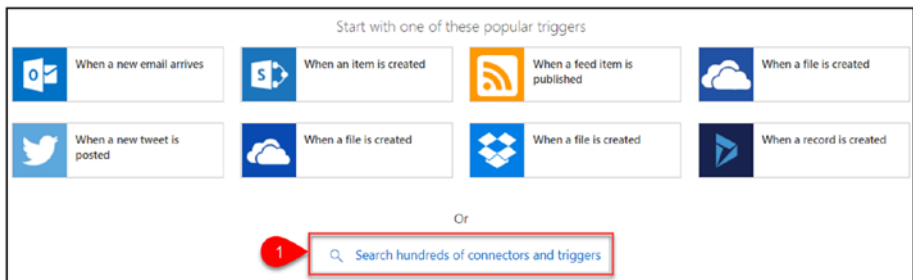 Start with one of these popular triggers
When a new email arrives
When an item is created
When a feed item is
published
When a file is created
When a new tweet is
posted
When a file is created
When a file is created
When a record is created
Or
1
Search hundreds of connectors and triggers